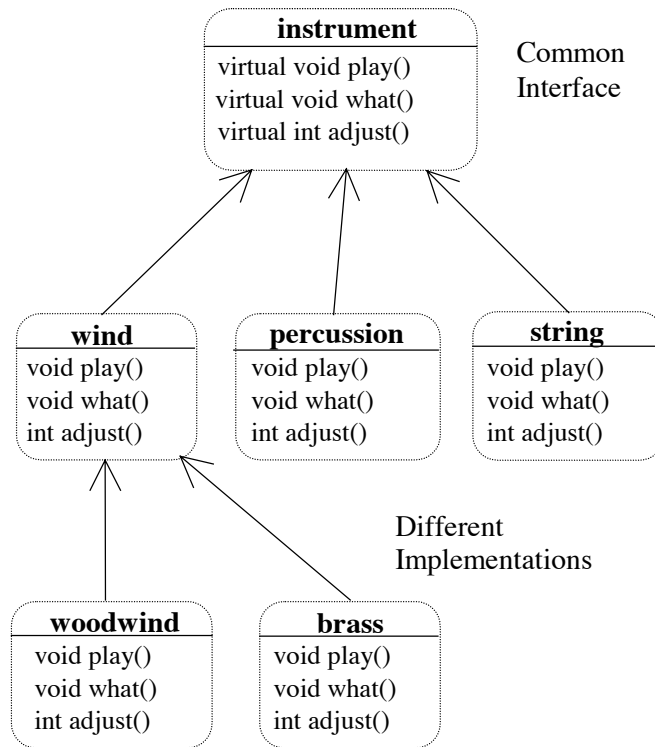 instrument
virtual void play()
virtual void what()
virtual int adjust()
Common
Interface
wind
void play()
void what()
int adjust()
percussion
void play()
void what()
int adjust()
string
void play()
void what()
int adjust()
Different
Implementations
woodwind
void play()
void what()
int adjust()
brass
void play()
void what()
int adjust()